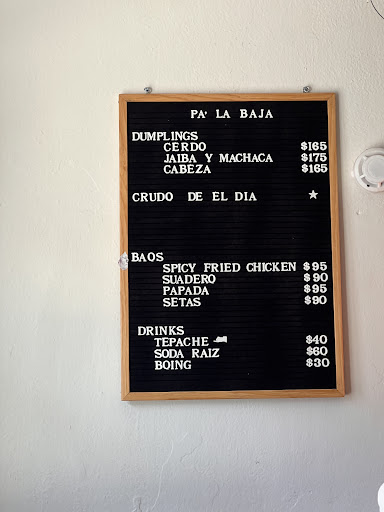 PA' LA BAJA
DUMPLINGS
CERDO $165
JAIBA Y MACHACA $175
CABEZA $165
CRUDO DE EL DIA ★
BAOS
SPICY FRIED CHICKEN $95
SUADERO $90
PAPADA $95
SETAS $90
DRINKS
TEPACHE $40
SODA RAIZ $60
BOING $30